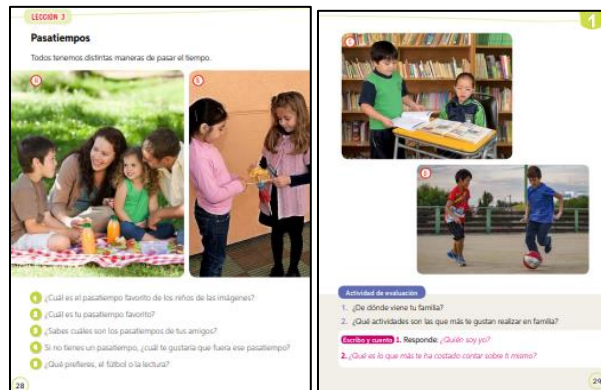 LECCIÓN 3
Pasatiempos
Todos tenemos distintas maneras de pasar el tiempo.
A
B
1 ¿Cuál es el pasatiempo favorito de los niños de las imágenes?
2 ¿Cuál es tu pasatiempo favorito?
3 ¿Sabes cuáles son los pasatiempos de tus amigos?
4 Si no tienes un pasatiempo, ¿cuál te gustaría que fuera ese pasatiempo?
5 ¿Qué prefieres, el fútbol o la lectura?
28
1
C
D
Actividad de evaluación
1. ¿De dónde viene tu familia?
2. ¿Qué actividades son las que más te gustan realizar en familia?
Escribo y cuento 1. Responde: ¿Quién soy yo?
2. ¿Qué es lo que más te ha costado contar sobre ti mismo?
29